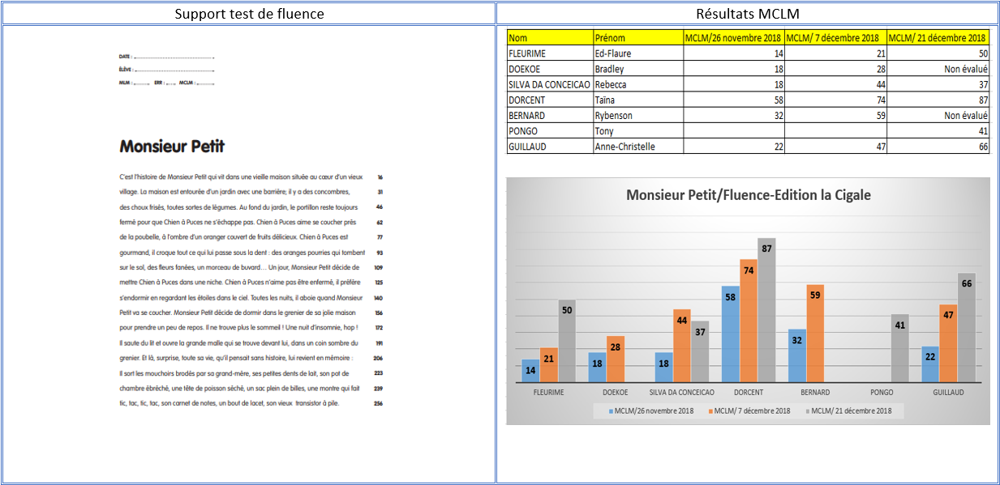 Support test de fluence
DATE : ........................................
ÉLÈVE : ........................................
MLM : ........, ERR : ...., MCLM : ........
Monsieur Petit
C'est l'histoire de Monsieur Petit qui vit dans une vieille maison située au cœur d'un vieux 16
village. La maison est entourée d'un jardin avec une barrière; il y a des concombres, 31
des choux frisés, toutes sortes de légumes. Au fond du jardin, le portillon reste toujours 46
fermé pour que Chien à Puces ne s'échappe pas. Chien à Puces aime se coucher près 62
de la poubelle, à l'ombre d'un oranger couvert de fruits délicieux. Chien à Puces est 77
gourmand, il croque tout ce qui lui passe sous la dent : des oranges pourries qui tombent 93
sur le sol, des fleurs fanées, un morceau de buvard... Un jour, Monsieur Petit décide de 109
mettre Chien à Puces dans une niche. Chien à Puces n'aime pas être enfermé, il préfère 125
s'endormir en regardant les étoiles dans le ciel. Toutes les nuits, il aboie quand Monsieur 140
Petit va se coucher. Monsieur Petit décide de dormir dans le grenier de sa jolie maison 156
pour prendre un peu de repos. Il ne trouve plus le sommeil ! Une nuit d'insomnie, hop ! 172
Il saute du lit et ouvre la grande malle qui se trouve devant lui, dans un coin sombre du 191
grenier. Et là, surprise, toute sa vie, qu'il pensait sans histoire, lui revient en mémoire : 206
Il sort les mouchoirs brodés par sa grand-mère, ses petites dents de lait, son pot de 223
chambre ébréché, une tête de poisson séché, un sac plein de billes, une montre qui fait 239
tic, tac, tic, tac, son carnet de notes, un bout de lacet, son vieux transistor à pile. 256
Résultats MCLM
Nom Prénom MCLM/26 novembre 2018 MCLM/ 7 décembre 2018 MCLM/ 21 décembre 2018
FLEURIME Ed-Flaure 14 21 50
DOEKOE Bradley 18 28 Non évalué
SILVA DA CONCEICAO Rebecca 18 44 37
DORCENT Taïna 58 74 87
BERNARD Rybenson 32 59 Non évalué
PONGO Tony 41
GUILLAUD Anne-Christelle 22 47 66
Monsieur Petit/Fluence-Edition la Cigale
14 21 50 18 28 18 44 37 58 74 87 32 59 41 22 47 66
FLEURIME DOEKOE SILVA DA CONCEICAO DORCENT BERNARD PONGO GUILLAUD
MCLM/26 novembre 2018 MCLM/ 7 décembre 2018 MCLM/ 21 décembre 2018